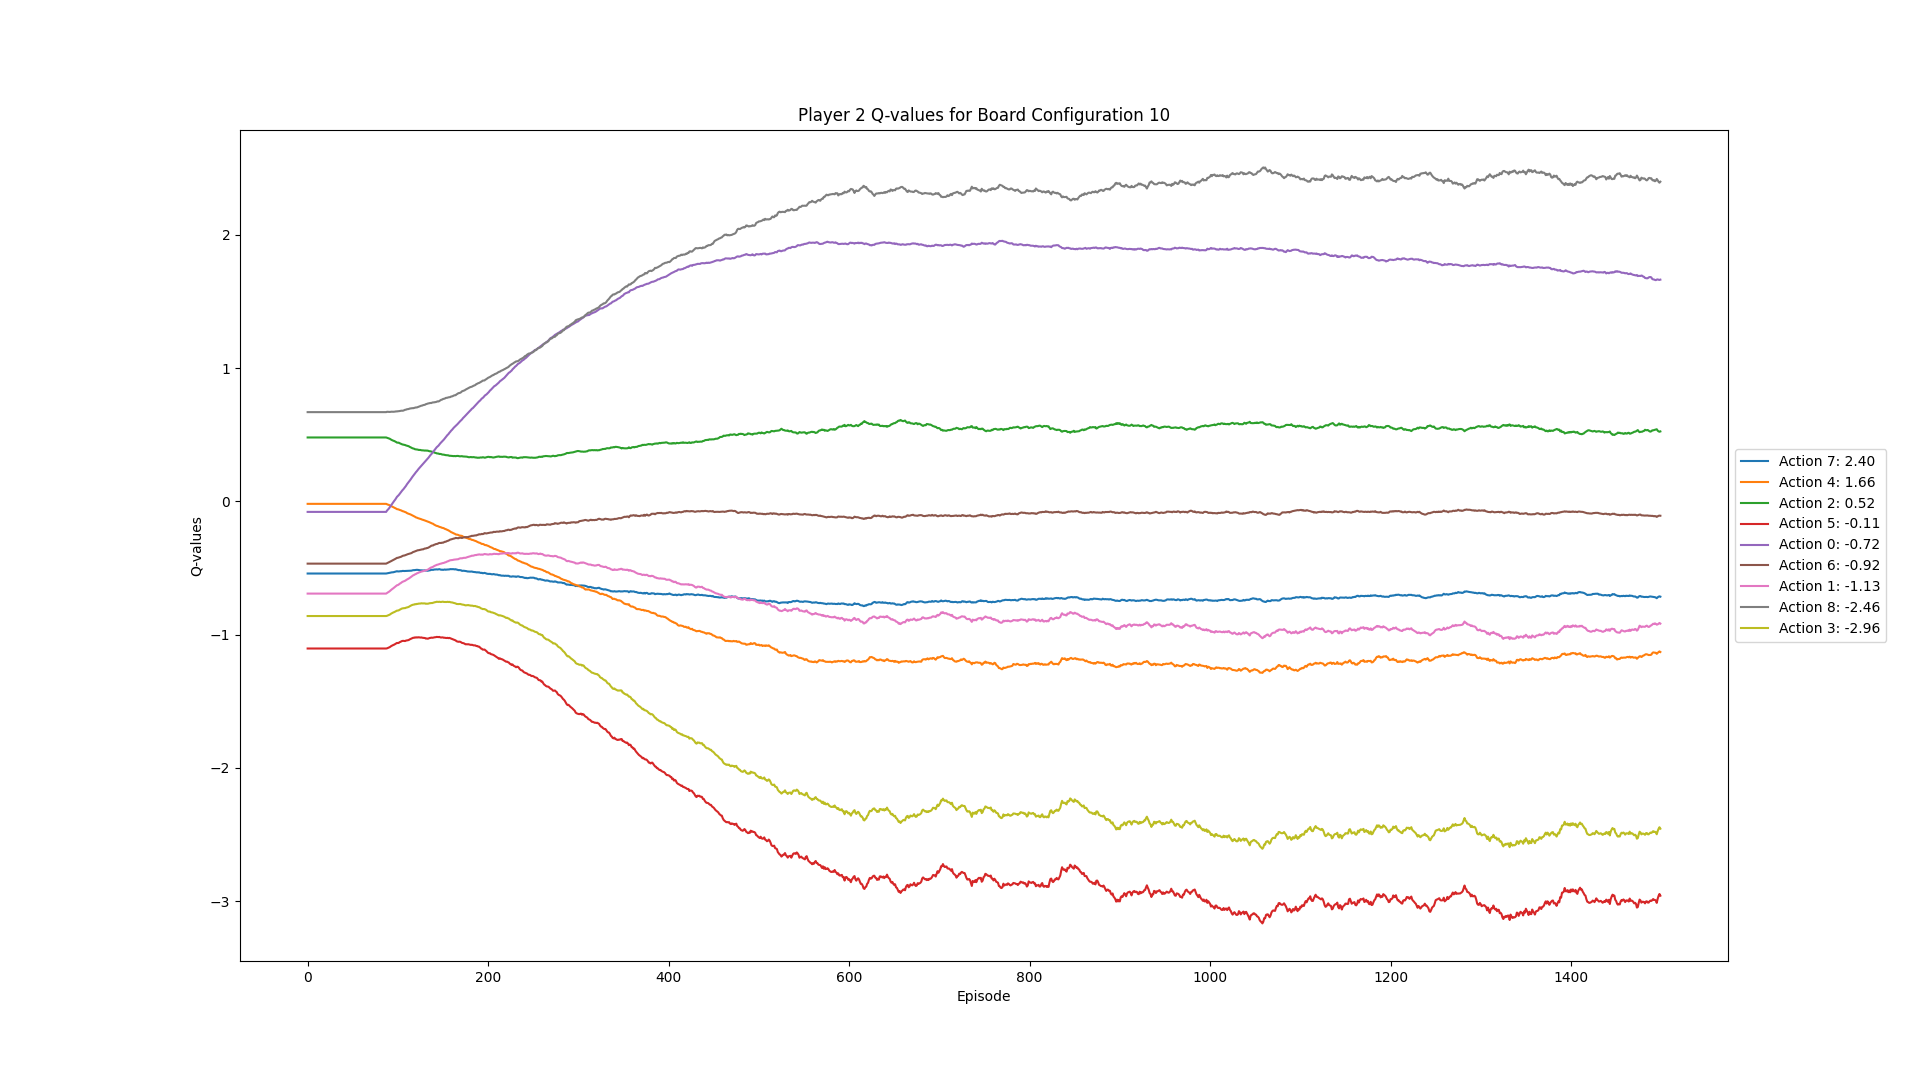 Player 2 Q-values for Board Configuration 10
Q-values
2
1
0
−1
−2
−3
0 200 400 600 800 1000 1200 1400
Episode
Action 7: 2.40
Action 4: 1.66
Action 2: 0.52
Action 5: -0.11
Action 0: -0.72
Action 6: -0.92
Action 1: -1.13
Action 8: -2.46
Action 3: -2.96